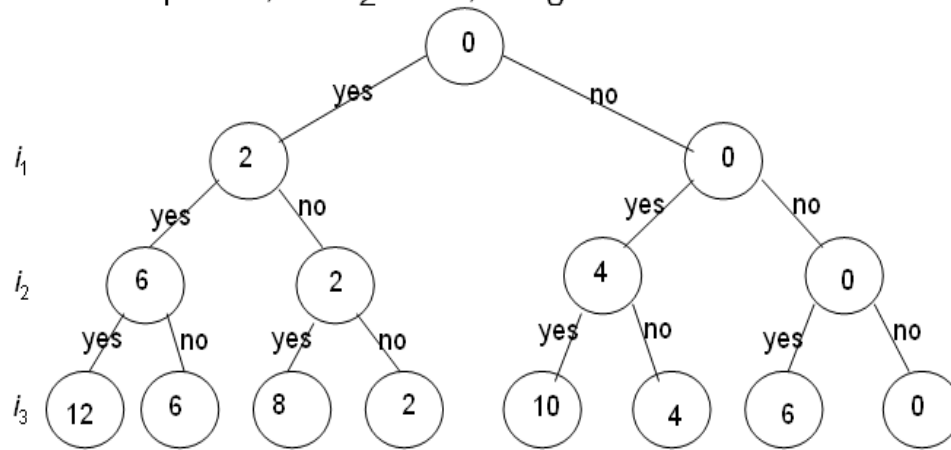 0
yes no
i1 2 0
yes no yes no
i2 6 2 4 0
yes no yes no yes no yes no
i3 12 6 8 2 10 4 6 0